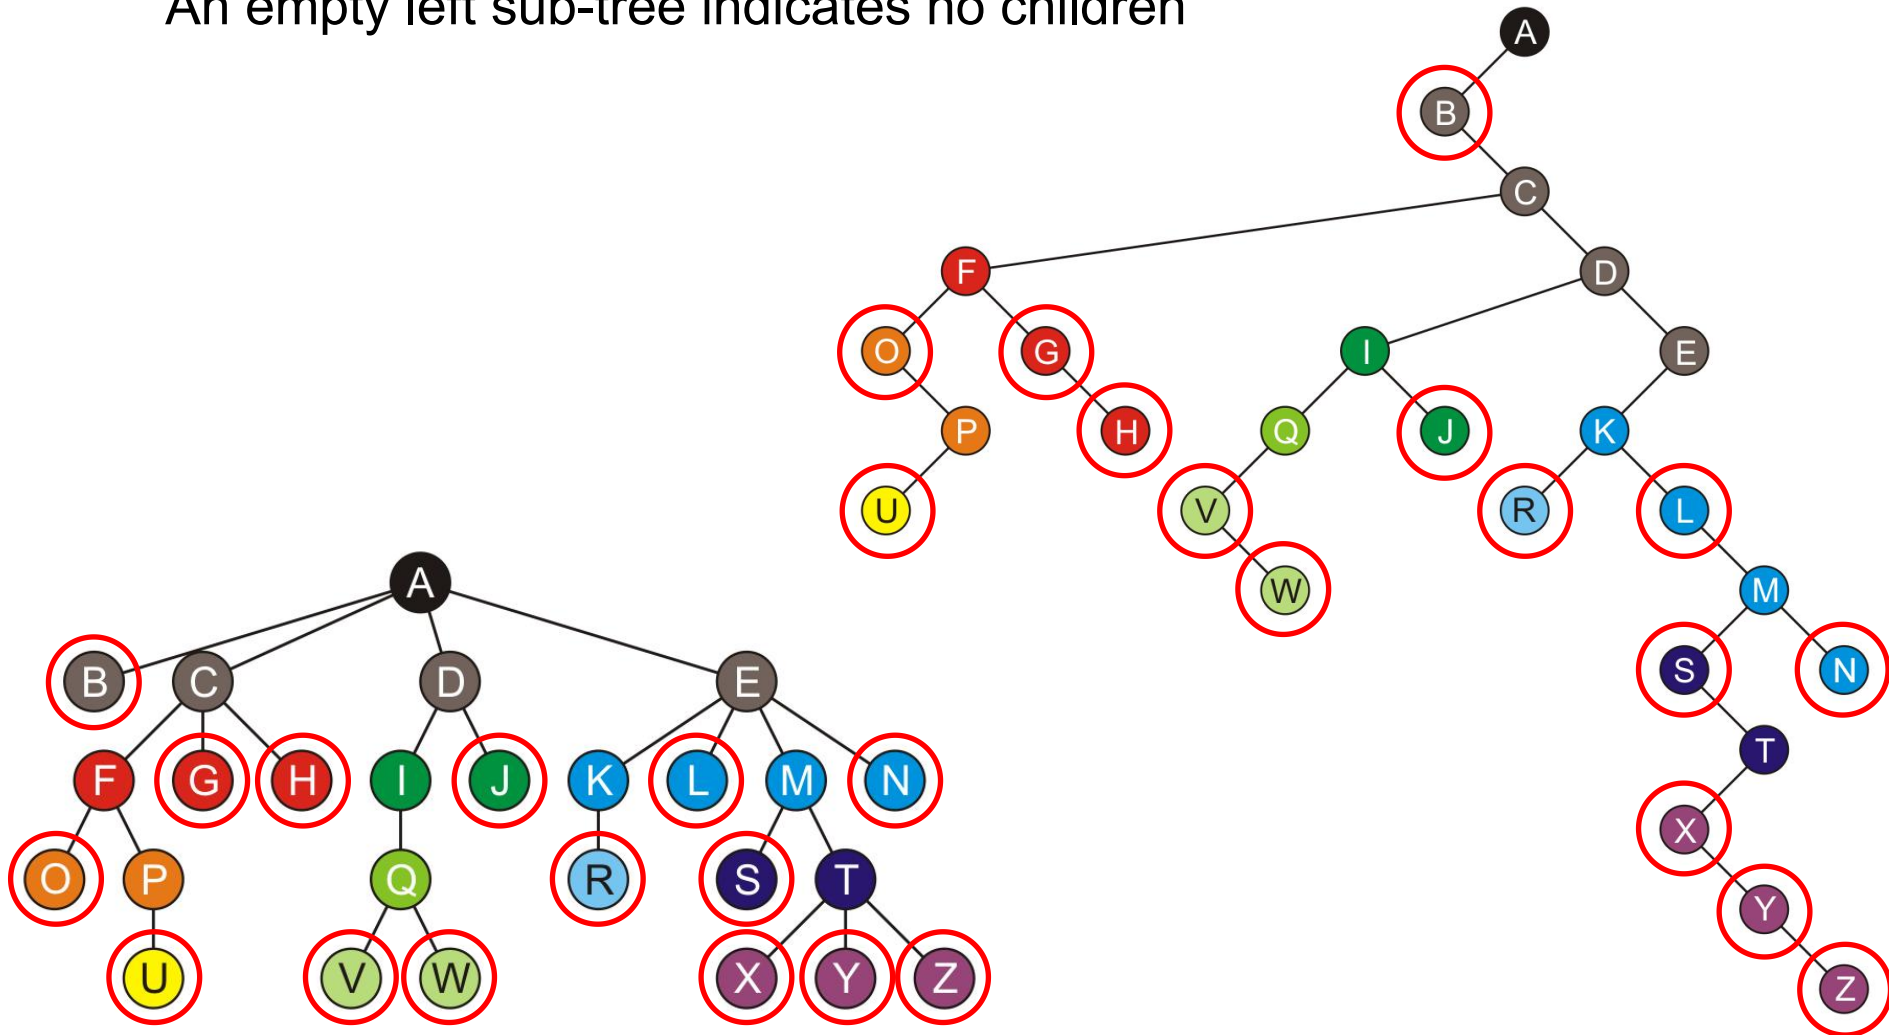 An empty left sub-tree indicates no children
A
B
C
F D
O G I E
P H Q J K
U V R L
W M
S N
T
X
Y
Z
A
B C D E
F G H I J K L M N
O P Q R S T
U V W X Y Z